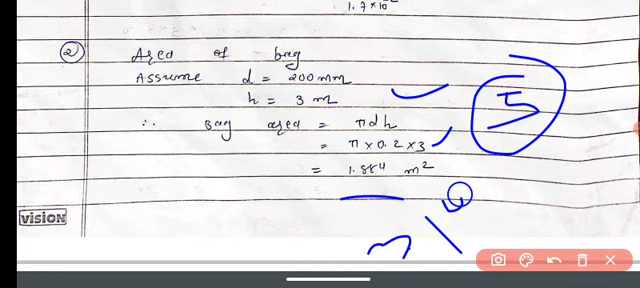 1.7×10
② Area of bag
Assume d = 200 mm
h = 3 m
∴ Bag area = πdh
= π × 0.2 × 3
= 1.884 m²
5
vision